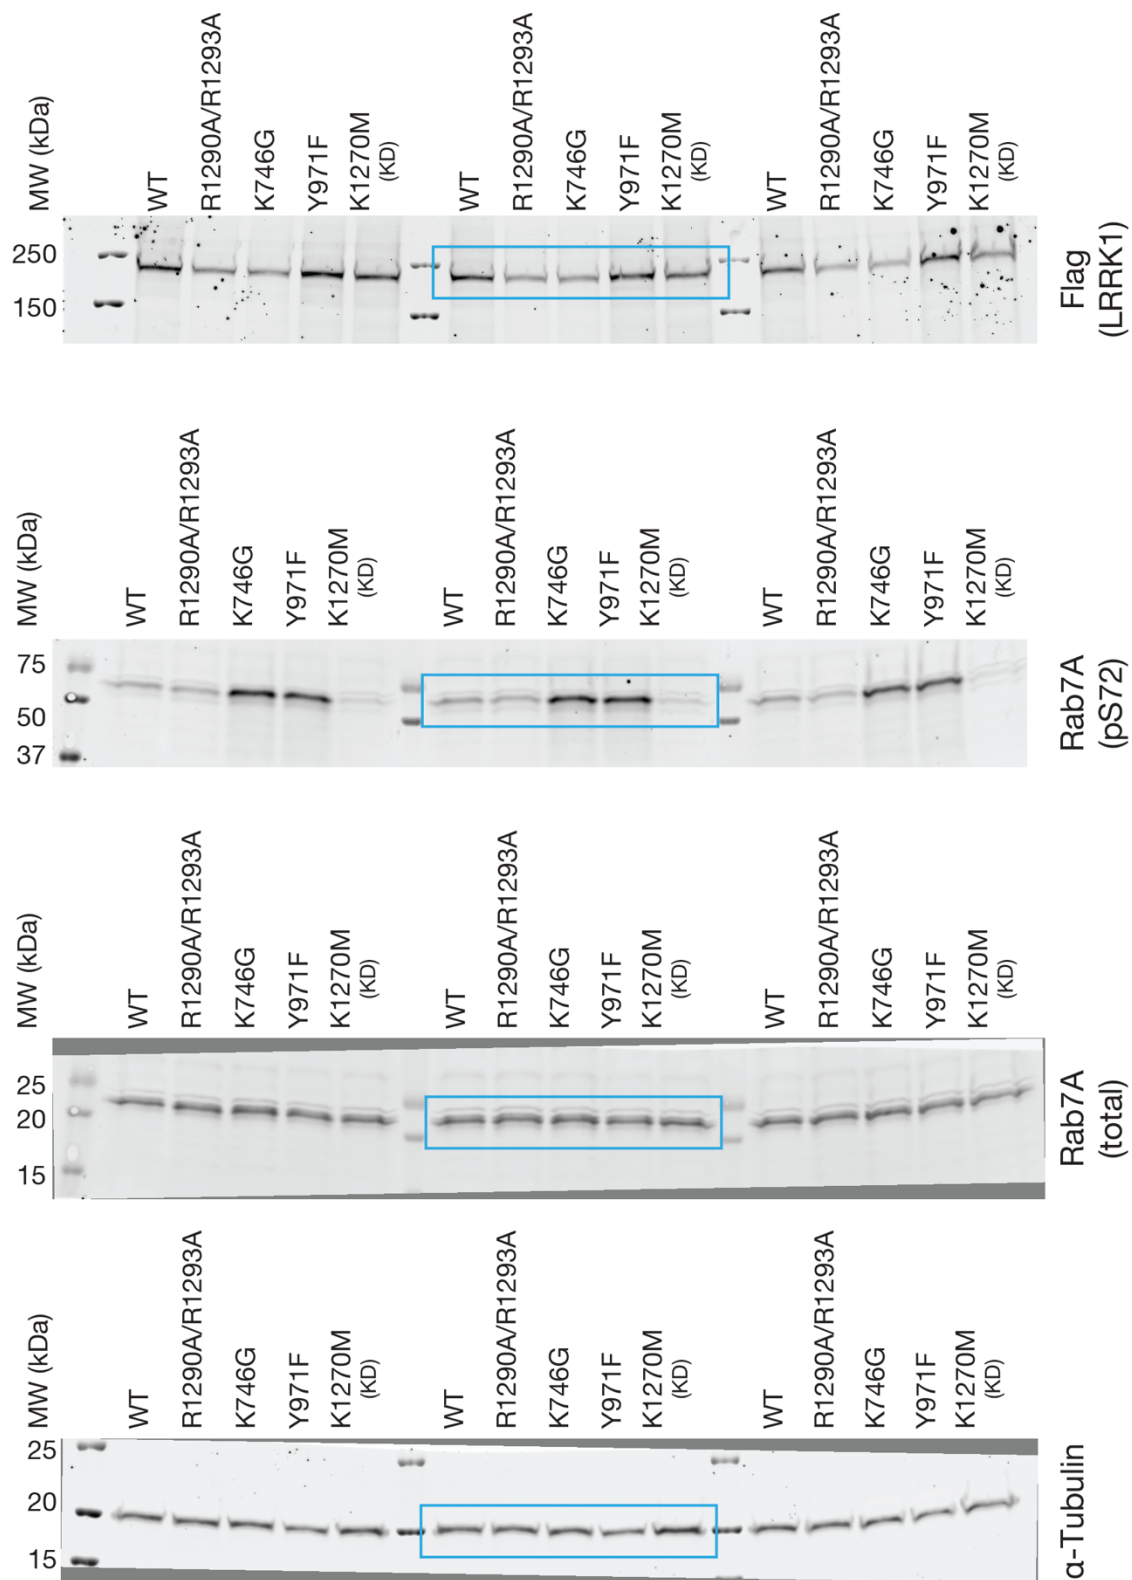 MW (kDa)
WT
R1290A/R1293A
K746G
Y971F
K1270M
(KD)
WT
R1290A/R1293A
K746G
Y971F
K1270M
(KD)
WT
R1290A/R1293A
K746G
Y971F
K1270M
(KD)
250
150
Flag
(LRRK1)
MW (kDa)
WT
R1290A/R1293A
K746G
Y971F
K1270M
(KD)
WT
R1290A/R1293A
K746G
Y971F
K1270M
(KD)
WT
R1290A/R1293A
K746G
Y971F
K1270M
(KD)
75
50
37
Rab7A
(pS72)
MW (kDa)
WT
R1290A/R1293A
K746G
Y971F
K1270M
(KD)
WT
R1290A/R1293A
K746G
Y971F
K1270M
(KD)
WT
R1290A/R1293A
K746G
Y971F
K1270M
(KD)
25
20
15
Rab7A
(total)
MW (kDa)
WT
R1290A/R1293A
K746G
Y971F
K1270M
(KD)
WT
R1290A/R1293A
K746G
Y971F
K1270M
(KD)
WT
R1290A/R1293A
K746G
Y971F
K1270M
(KD)
25
20
15
α-Tubulin